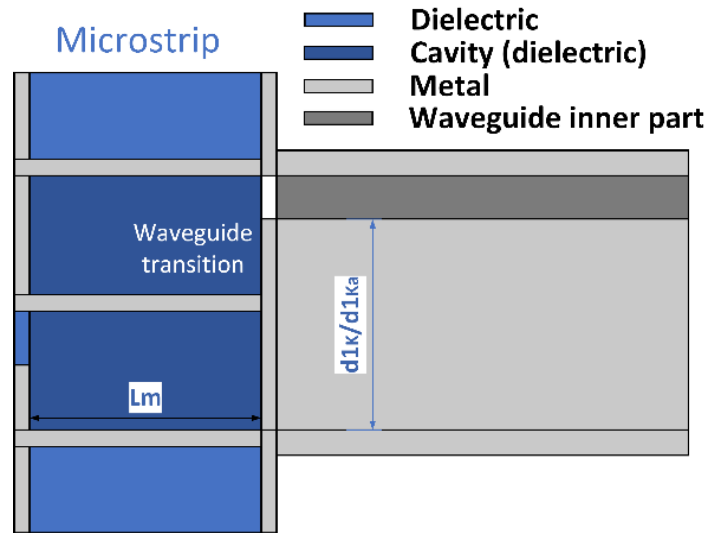 Microstrip
Dielectric
Cavity (dielectric)
Metal
Waveguide inner part
Waveguide
transition
d1K/d1Ka
Lm